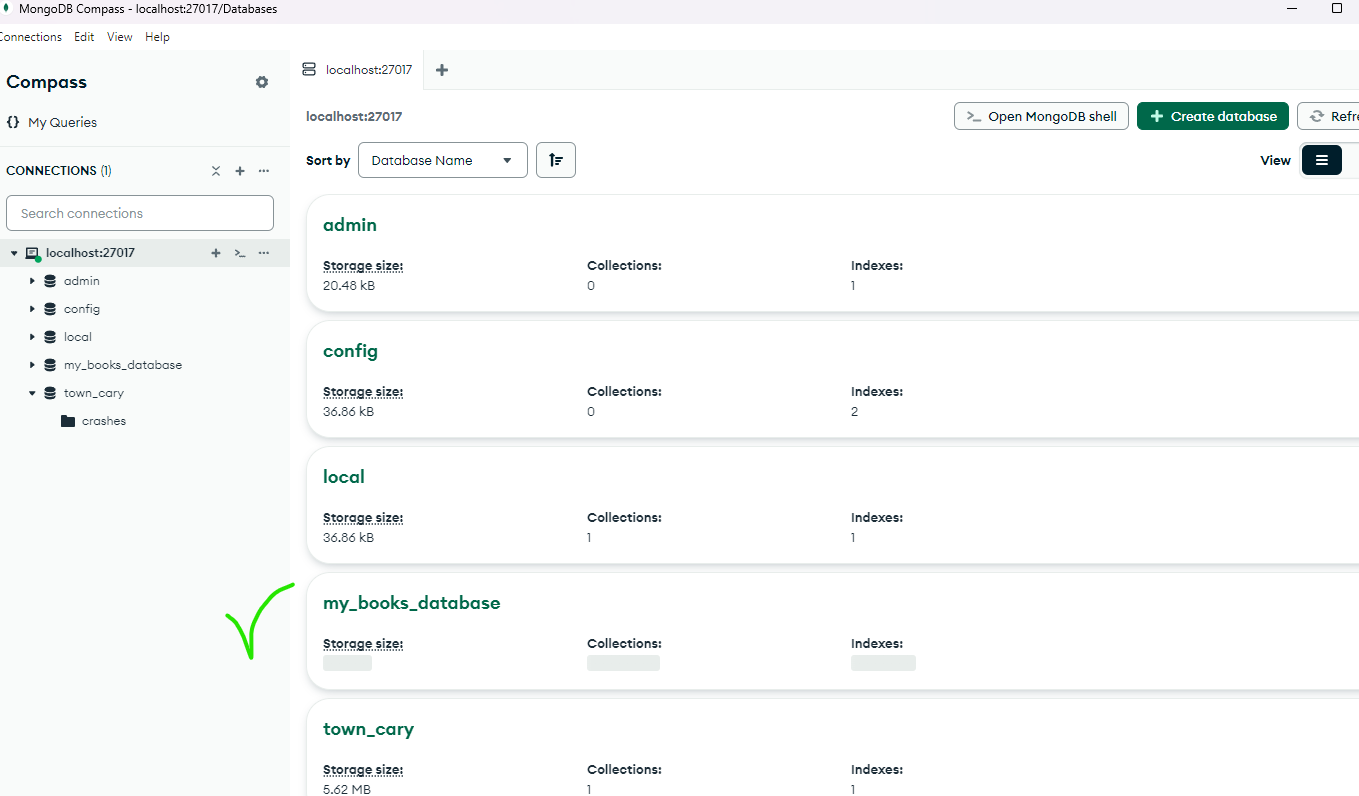 MongoDB Compass - localhost:27017/Databases
Connections Edit View Help
Compass
My Queries
CONNECTIONS (1)
Search connections
localhost:27017
admin
config
local
my_books_database
town_cary
crashes
localhost:27017
localhost:27017
Open MongoDB shell
Create database
Refre
Sort by Database Name
View
admin
Storage size: Collections: Indexes:
20.48 kB 0 1
config
Storage size: Collections: Indexes:
36.86 kB 0 2
local
Storage size: Collections: Indexes:
36.86 kB 1 1
my_books_database
Storage size: Collections: Indexes:
town_cary
Storage size: Collections: Indexes:
5.62 MB 1 1